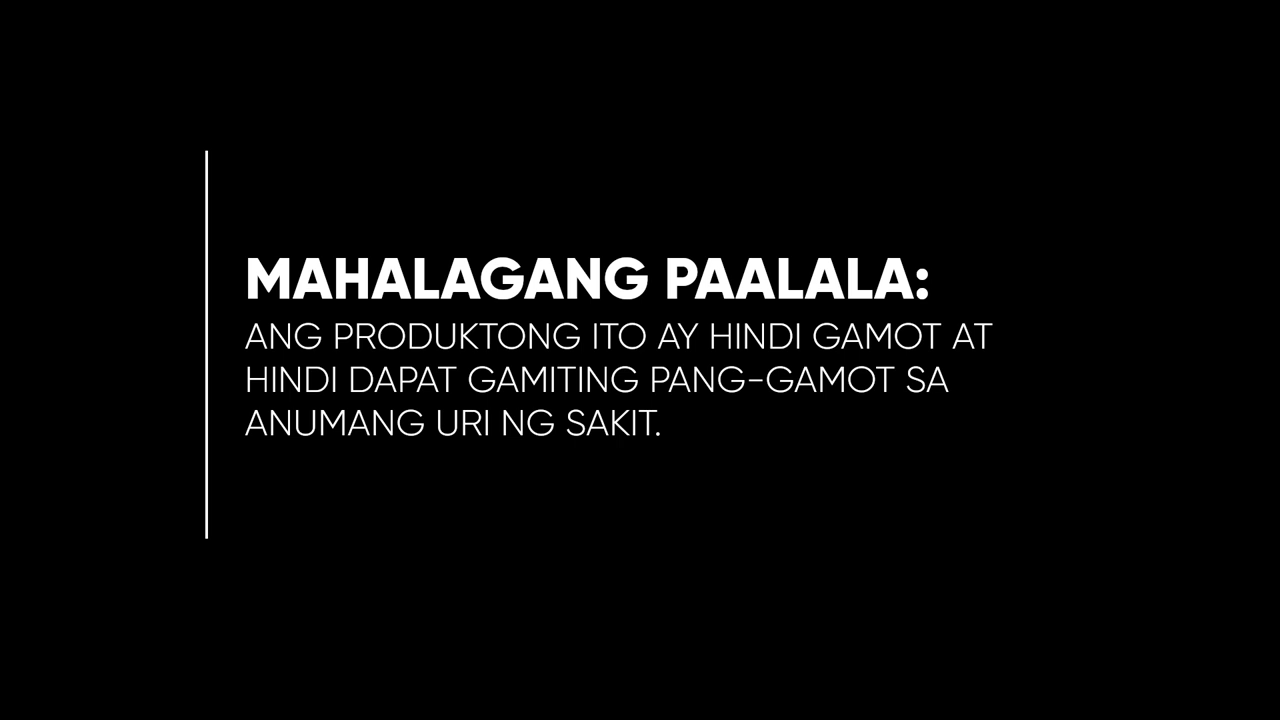 MAHALAGANG PAALALA:
ANG PRODUKTONG ITO AY HINDI GAMOT AT
HINDI DAPAT GAMITING PANG-GAMOT SA
ANUMANG URI NG SAKIT.